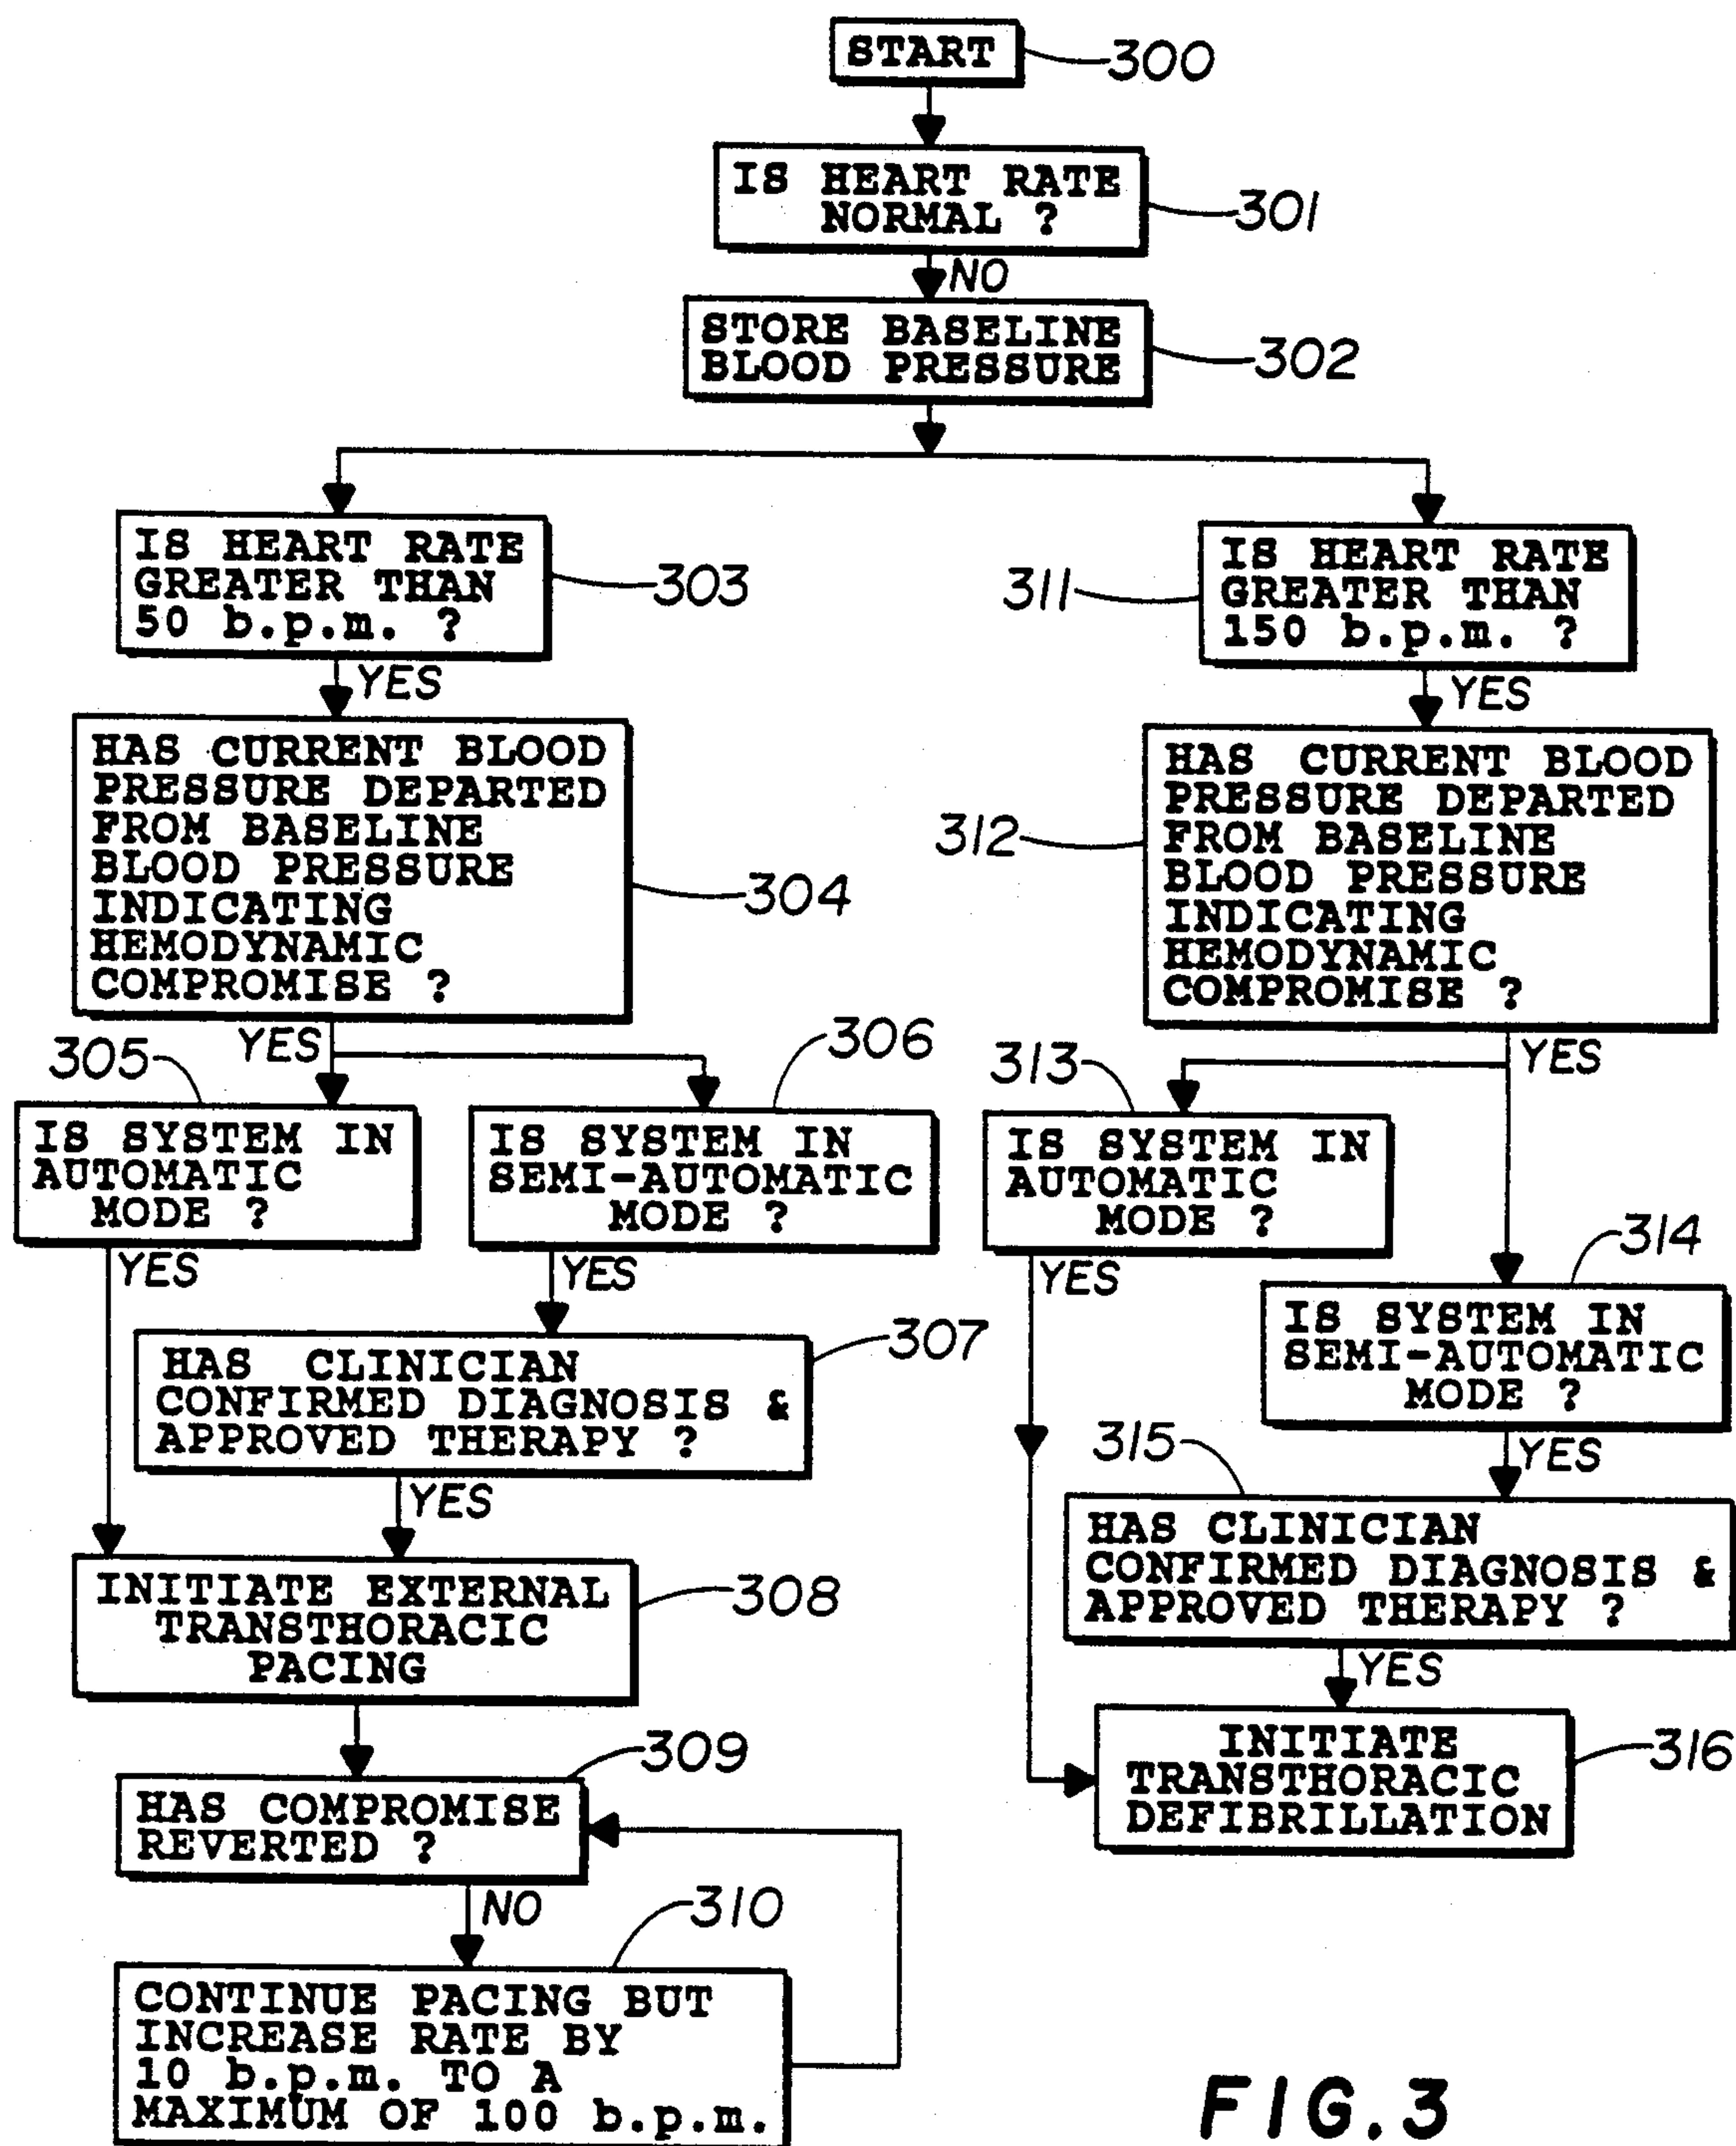 START
300
IS HEART RATE
NORMAL ?
301
NO
STORE BASELINE
BLOOD PRESSURE
302
IS HEART RATE
GREATER THAN
50 b.p.m. ?
303
YES
HAS CURRENT BLOOD
PRESSURE DEPARTED
FROM BASELINE
BLOOD PRESSURE
INDICATING
HEMODYNAMIC
COMPROMISE ?
304
YES
305
IS SYSTEM IN
AUTOMATIC
MODE ?
YES
306
IS SYSTEM IN
SEMI-AUTOMATIC
MODE ?
YES
307
HAS CLINICIAN
CONFIRMED DIAGNOSIS &
APPROVED THERAPY ?
YES
INITIATE EXTERNAL
TRANSTHORACIC
PACING
308
309
HAS COMPROMISE
REVERTED ?
NO
310
CONTINUE PACING BUT
INCREASE RATE BY
10 b.p.m. TO A
MAXIMUM OF 100 b.p.m.
311
IS HEART RATE
GREATER THAN
150 b.p.m. ?
YES
312
HAS CURRENT BLOOD
PRESSURE DEPARTED
FROM BASELINE
BLOOD PRESSURE
INDICATING
HEMODYNAMIC
COMPROMISE ?
YES
313
IS SYSTEM IN
AUTOMATIC
MODE ?
YES
314
IS SYSTEM IN
SEMI-AUTOMATIC
MODE ?
YES
315
HAS CLINICIAN
CONFIRMED DIAGNOSIS &
APPROVED THERAPY ?
YES
INITIATE
TRANSTHORACIC
DEFIBRILLATION
316
FIG.3